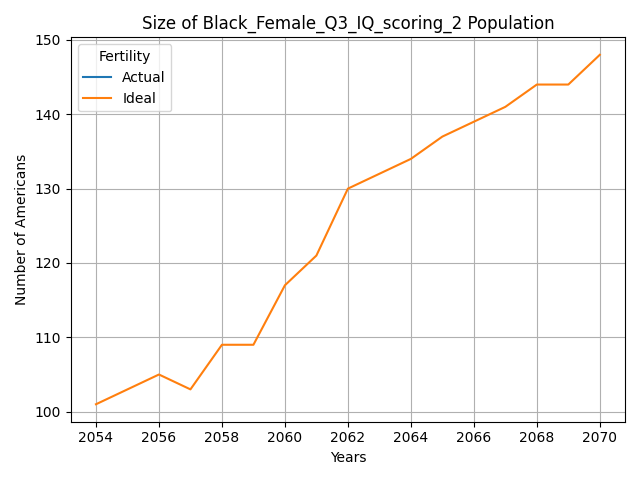 Size of Black_Female_Q3_IQ_scoring_2 Population
Fertility
Actual
Ideal
Number of Americans
150
140
130
120
110
100
2054 2056 2058 2060 2062 2064 2066 2068 2070
Years